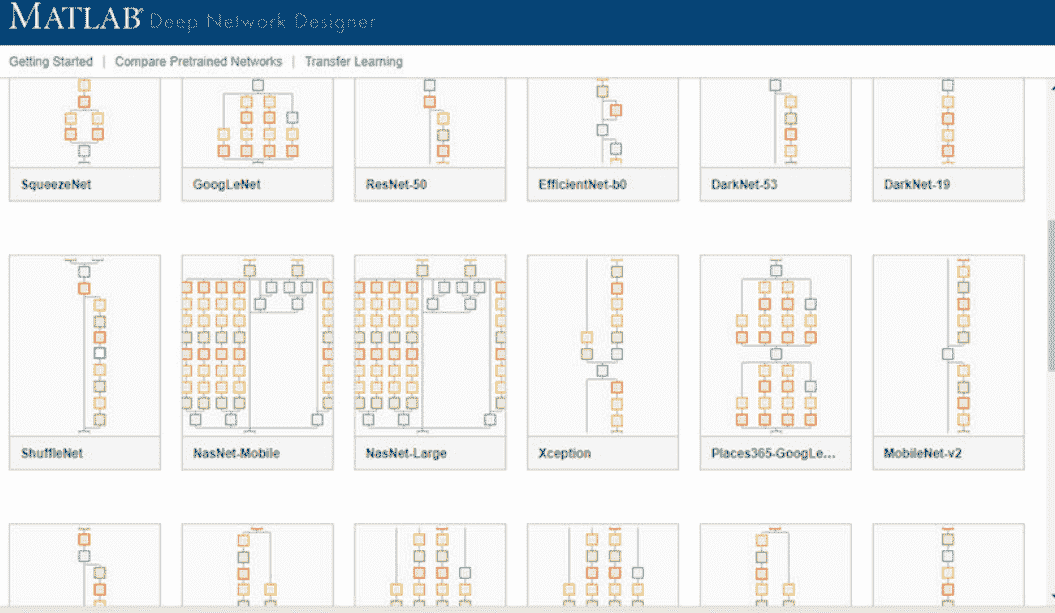 MATLAB® Deep Network Designer
Getting Started | Compare Pretrained Networks | Transfer Learning
SqueezeNet
GoogLeNet
ResNet-50
EfficientNet-b0
DarkNet-53
DarkNet-19
ShuffleNet
NasNet-Mobile
NasNet-Large
Xception
Places365-GoogLe...
MobileNet-v2